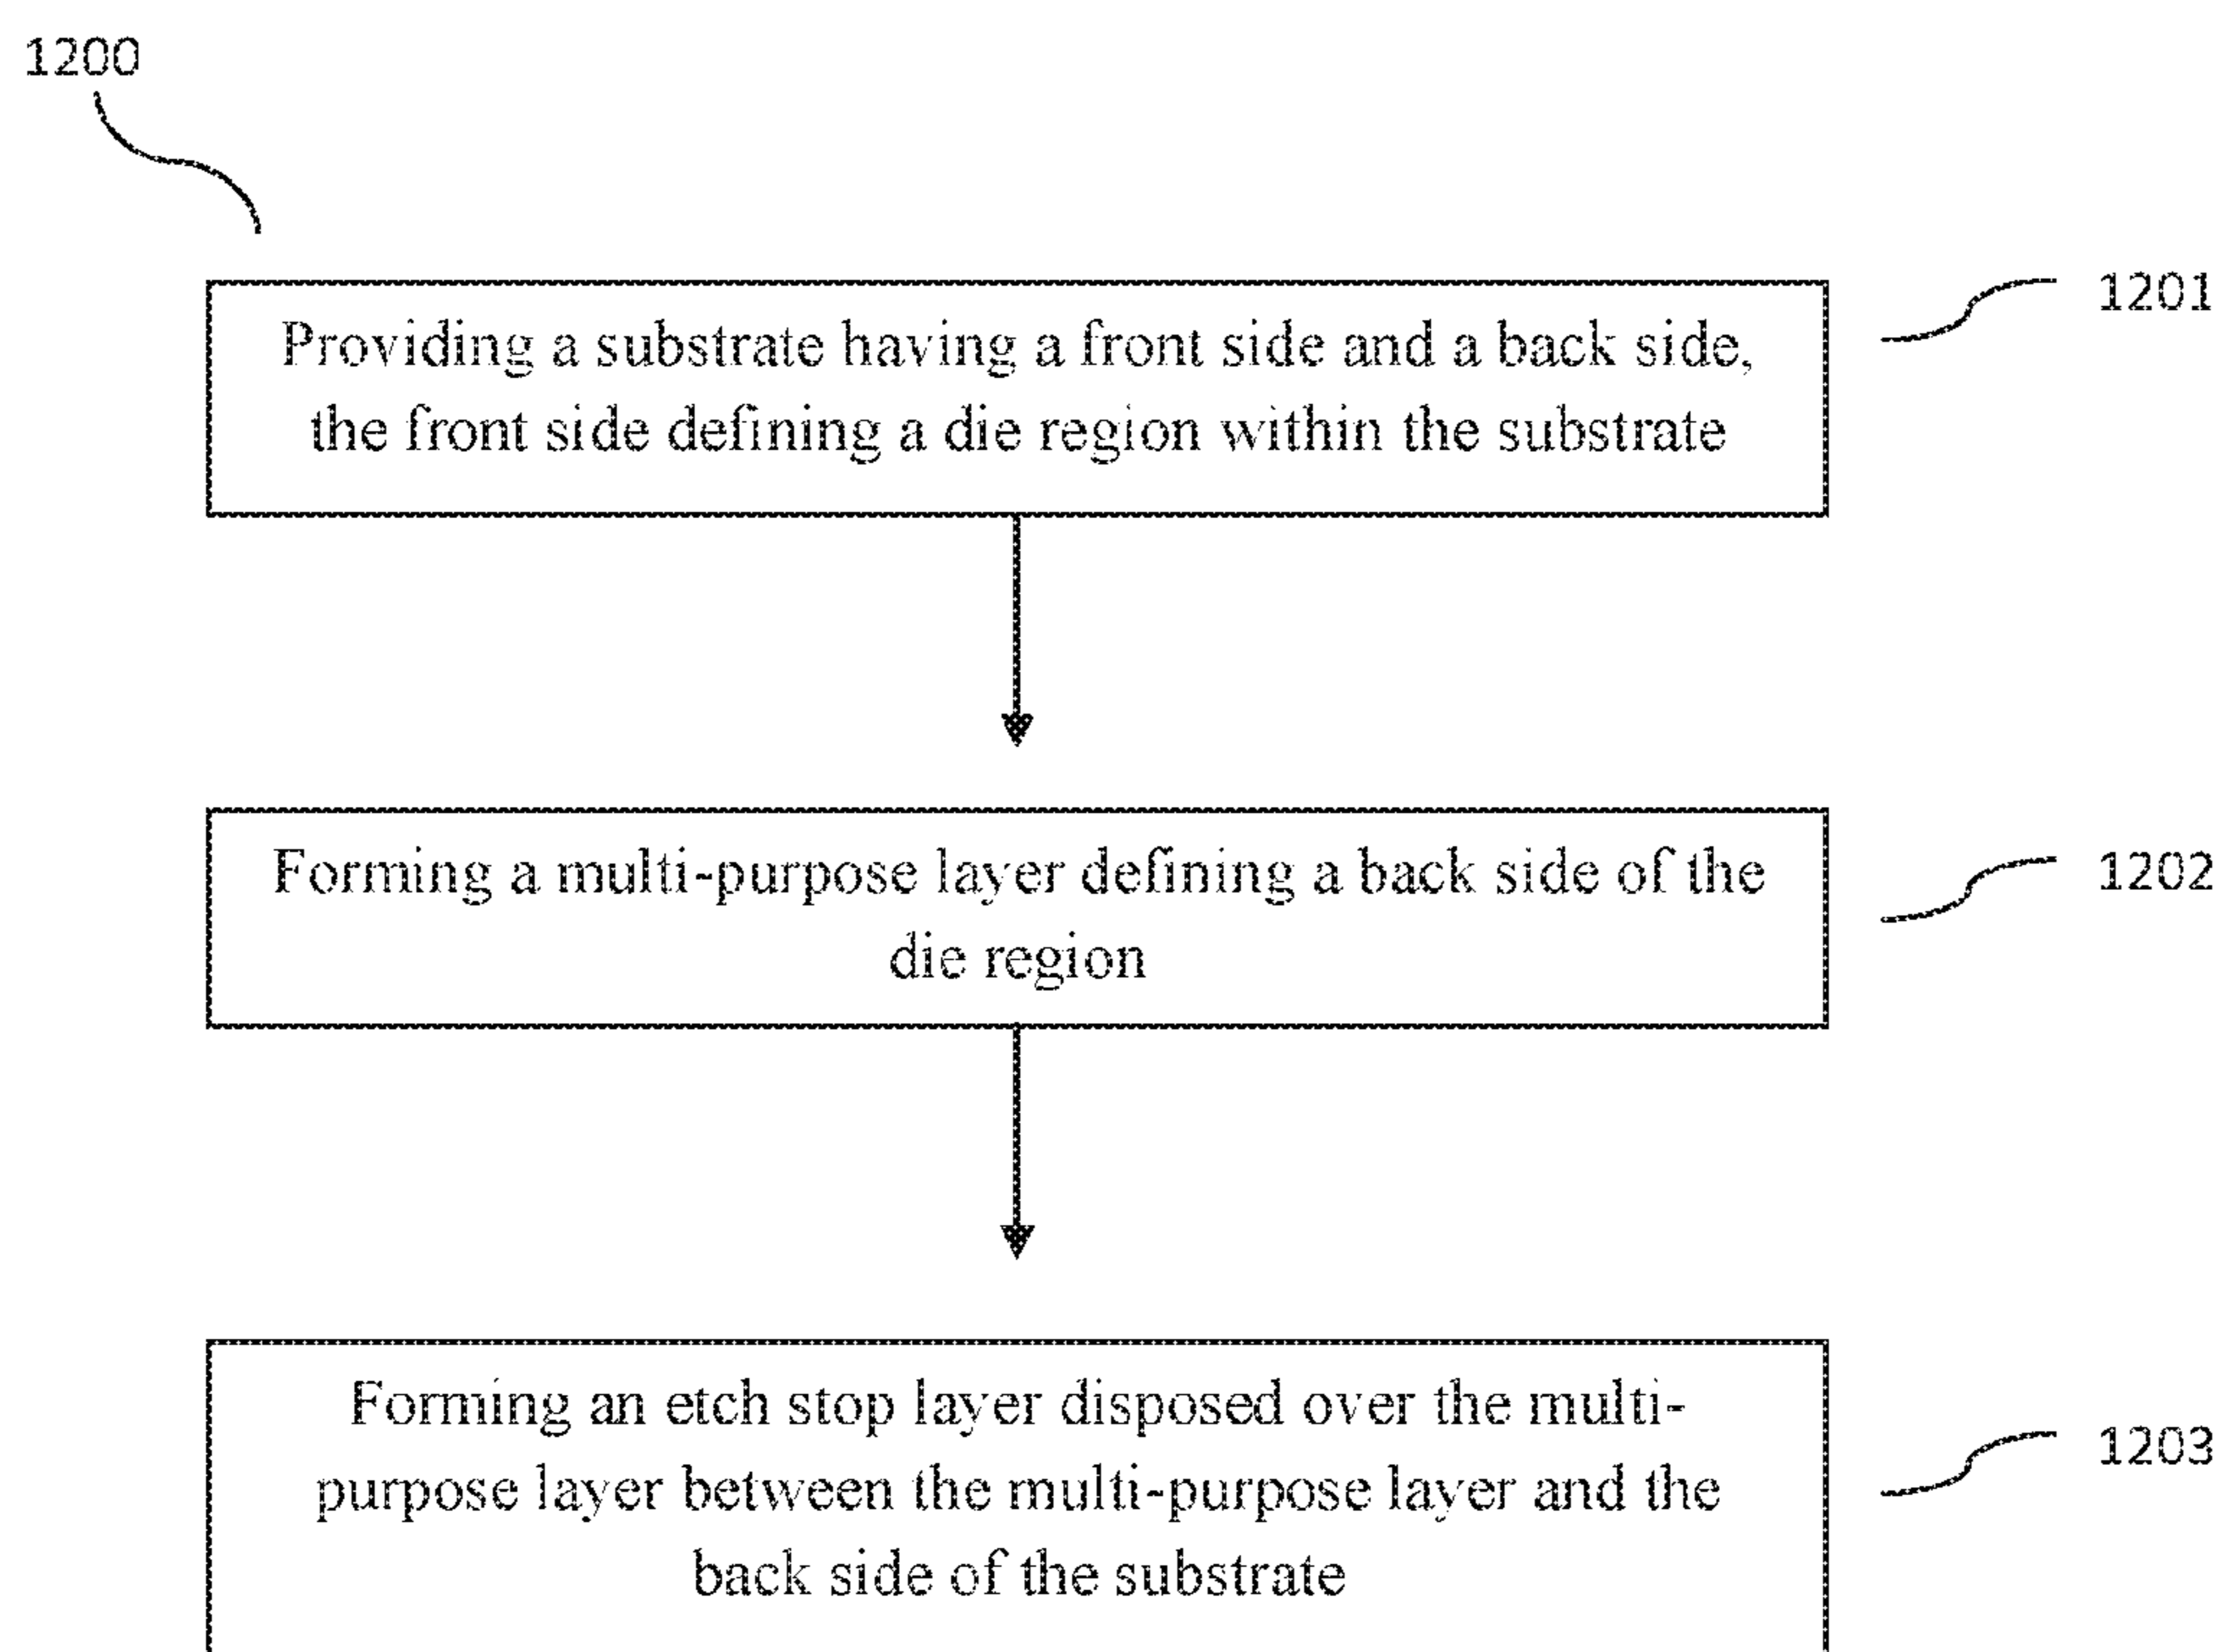 1200
Providing a substrate having a front side and a back side,
the front side defining a die region within the substrate
1201
Forming a multi-purpose layer defining a back side of the
die region
1202
Forming an etch stop layer disposed over the multi-
purpose layer between the multi-purpose layer and the
back side of the substrate
1203